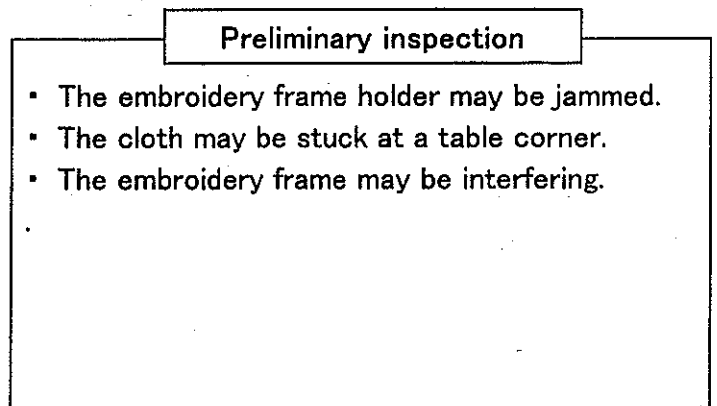 Preliminary inspection
・ The embroidery frame holder may be jammed.
・ The cloth may be stuck at a table corner.
・ The embroidery frame may be interfering.